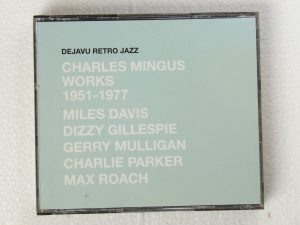 DEJAVU RETRO JAZZ
CHARLES MINGUS
WORKS
1951-1977
MILES DAVIS
DIZZY GILLESPIE
GERRY MULLIGAN
CHARLIE PARKER
MAX ROACH